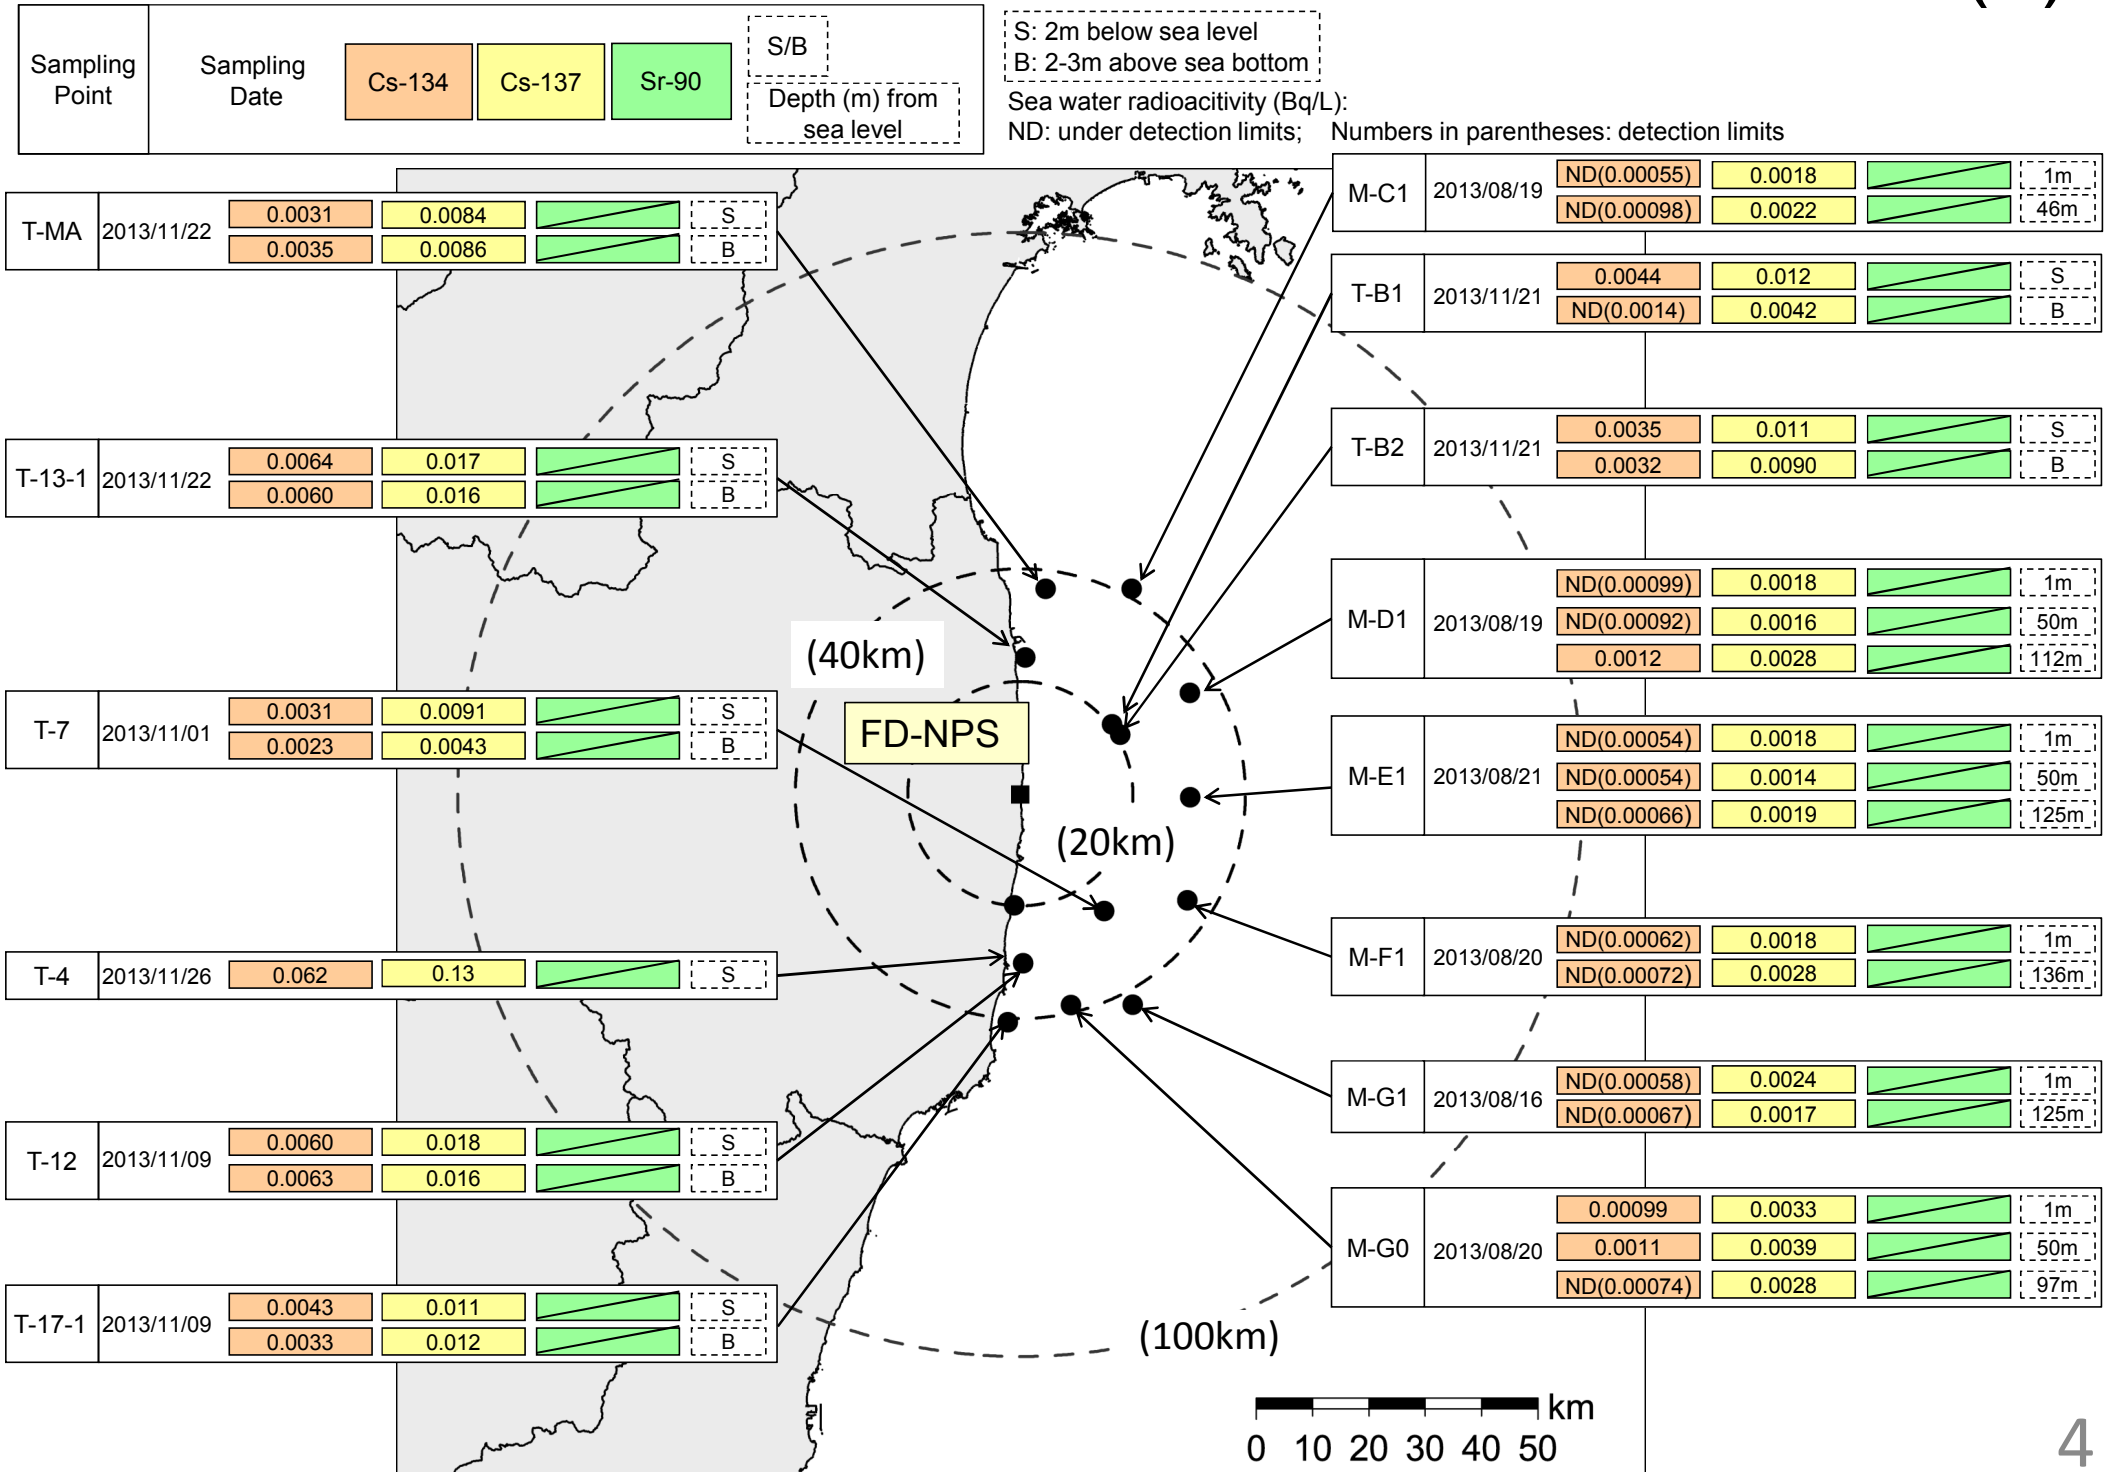 Sampling Point
Sampling Date
Cs-134
Cs-137
Sr-90
S/B
Depth (m) from sea level
S: 2m below sea level
B: 2-3m above sea bottom
Sea water radioacitivity (Bq/L):
ND: under detection limits; Numbers in parentheses: detection limits
T-MA 2013/11/22
0.0031 0.0084 S
0.0035 0.0086 B
T-13-1 2013/11/22
0.0064 0.017 S
0.0060 0.016 B
T-7 2013/11/01
0.0031 0.0091 S
0.0023 0.0043 B
T-4 2013/11/26 0.062 0.13 S
T-12 2013/11/09
0.0060 0.018 S
0.0063 0.016 B
T-17-1 2013/11/09
0.0043 0.011 S
0.0033 0.012 B
(40km)
FD-NPS
(20km)
(100km)
M-C1 2013/08/19
ND(0.00055) 0.0018 1m
ND(0.00098) 0.0022 46m
T-B1 2013/11/21
0.0044 0.012 S
ND(0.0014) 0.0042 B
T-B2 2013/11/21
0.0035 0.011 S
0.0032 0.0090 B
M-D1 2013/08/19
ND(0.00099) 0.0018 1m
ND(0.00092) 0.0016 50m
0.0012 0.0028 112m
M-E1 2013/08/21
ND(0.00054) 0.0018 1m
ND(0.00054) 0.0014 50m
ND(0.00066) 0.0019 125m
M-F1 2013/08/20
ND(0.00062) 0.0018 1m
ND(0.00072) 0.0028 136m
M-G1 2013/08/16
ND(0.00058) 0.0024 1m
ND(0.00067) 0.0017 125m
M-G0 2013/08/20
0.00099 0.0033 1m
0.0011 0.0039 50m
ND(0.00074) 0.0028 97m
km
0 10 20 30 40 50
4